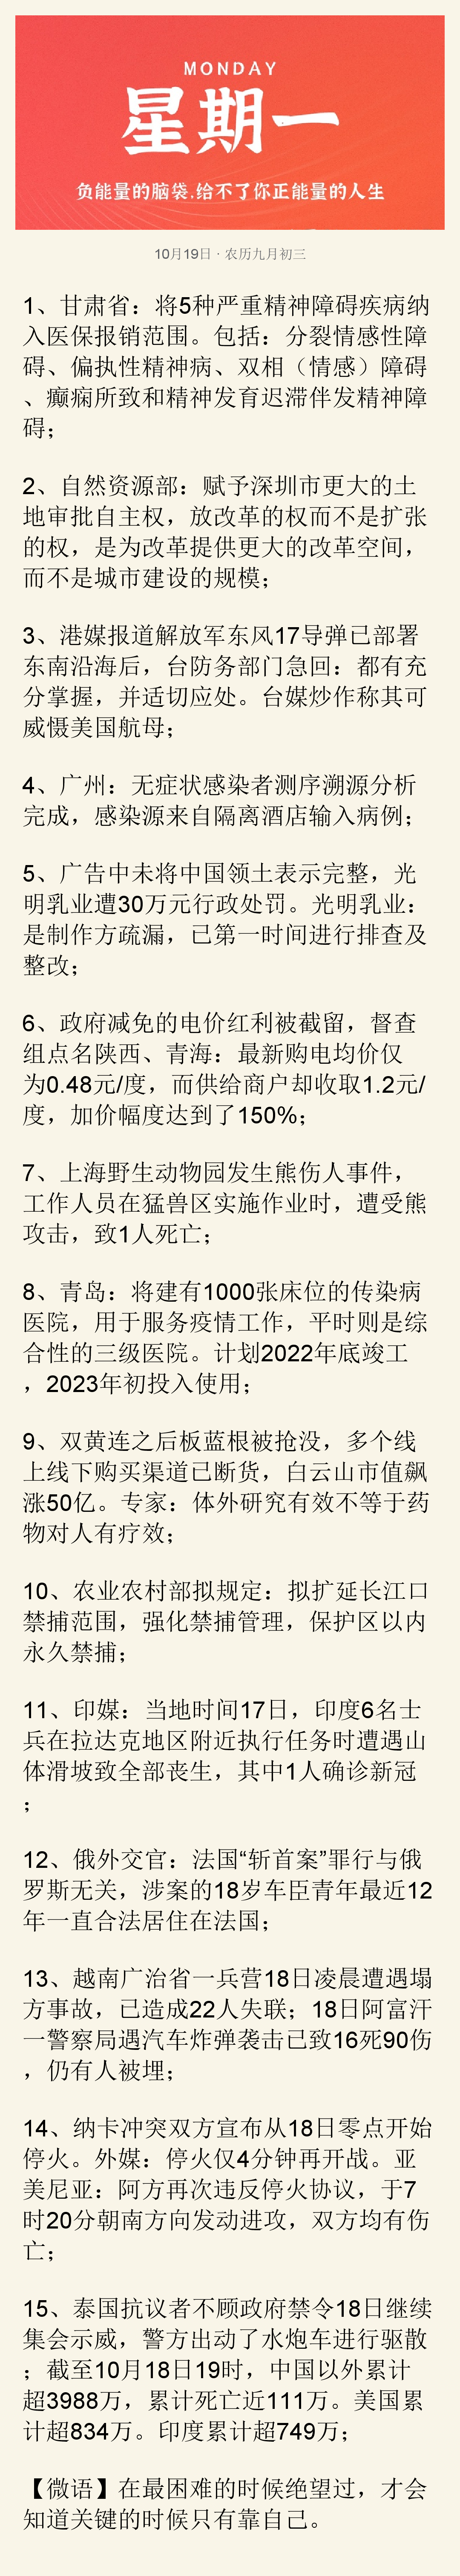 MONDAY
星期一
负能量的脑袋,给不了你正能量的人生
10月19日 · 农历九月初三
1、甘肃省：将5种严重精神障碍疾病纳
入医保报销范围。包括：分裂情感性障
碍、偏执性精神病、双相（情感）障碍
、癫痫所致和精神发育迟滞伴发精神障
碍；
2、自然资源部：赋予深圳市更大的土
地审批自主权，放改革的权而不是扩张
的权，是为改革提供更大的改革空间，
而不是城市建设的规模；
3、港媒报道解放军东风17导弹已部署
东南沿海后，台防务部门急回：都有充
分掌握，并适切应处。台媒炒作称其可
威慑美国航母；
4、广州：无症状感染者测序溯源分析
完成，感染源来自隔离酒店输入病例；
5、广告中未将中国领土表示完整，光
明乳业遭30万元行政处罚。光明乳业：
是制作方疏漏，已第一时间进行排查及
整改；
6、政府减免的电价红利被截留，督查
组点名陕西、青海：最新购电均价仅
为0.48元/度，而供给商户却收取1.2元/
度，加价幅度达到了150%；
7、上海野生动物园发生熊伤人事件，
工作人员在猛兽区实施作业时，遭受熊
攻击，致1人死亡；
8、青岛：将建有1000张床位的传染病
医院，用于服务疫情工作，平时则是综
合性的三级医院。计划2022年底竣工
，2023年初投入使用；
9、双黄连之后板蓝根被抢没，多个线
上线下购买渠道已断货，白云山市值飙
涨50亿。专家：体外研究有效不等于药
物对人有疗效；
10、农业农村部拟规定：拟扩延长江口
禁捕范围，强化禁捕管理，保护区以内
永久禁捕；
11、印媒：当地时间17日，印度6名士
兵在拉达克地区附近执行任务时遭遇山
体滑坡致全部丧生，其中1人确诊新冠
；
12、俄外交官：法国“斩首案”罪行与俄
罗斯无关，涉案的18岁车臣青年最近12
年一直合法居住在法国；
13、越南广治省一兵营18日凌晨遭遇塌
方事故，已造成22人失联；18日阿富汗
一警察局遇汽车炸弹袭击已致16死90伤
，仍有人被埋；
14、纳卡冲突双方宣布从18日零点开始
停火。外媒：停火仅4分钟再开战。亚
美尼亚：阿方再次违反停火协议，于7
时20分朝南方向发动进攻，双方均有伤
亡；
15、泰国抗议者不顾政府禁令18日继续
集会示威，警方出动了水炮车进行驱散
；截至10月18日19时，中国以外累计
超3988万，累计死亡近111万。美国累
计超834万。印度累计超749万；
【微语】在最困难的时候绝望过，才会
知道关键的时候只有靠自己。